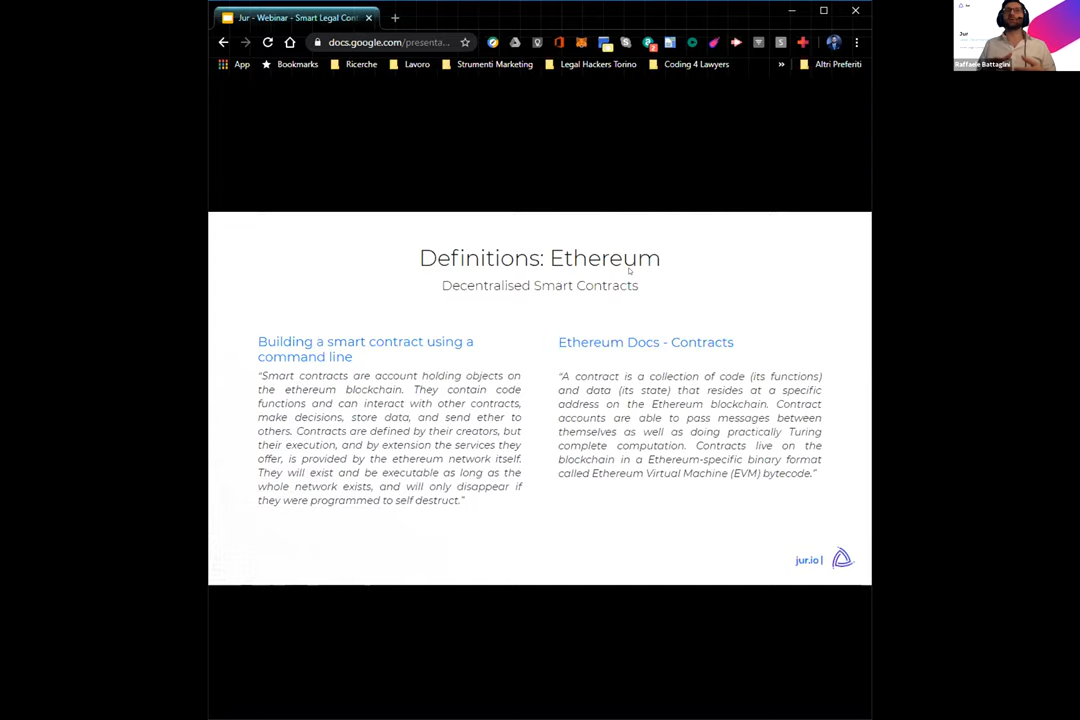 Jur - Webinar - Smart Legal Con
docs.google.com/presenta...
App
Bookmarks
Ricerche
Lavoro
Strumenti Marketing
Legal Hackers Torino
Coding 4 Lawyers
»
Altri Preferiti
Jur
Jur
Raffaele Battaglini
Definitions: Ethereum
Decentralised Smart Contracts
Building a smart contract using a
command line
“Smart contracts are account holding objects on
the ethereum blockchain. They contain code
functions and can interact with other contracts,
make decisions, store data, and send ether to
others. Contracts are defined by their creators, but
their execution, and by extension the services they
offer, is provided by the ethereum network itself.
They will exist and be executable as long as the
whole network exists, and will only disappear if
they were programmed to self destruct.”
Ethereum Docs - Contracts
“A contract is a collection of code (its functions)
and data (its state) that resides at a specific
address on the Ethereum blockchain. Contract
accounts are able to pass messages between
themselves as well as doing practically Turing
complete computation. Contracts live on the
blockchain in a Ethereum-specific binary format
called Ethereum Virtual Machine (EVM) bytecode.”
jur.io |